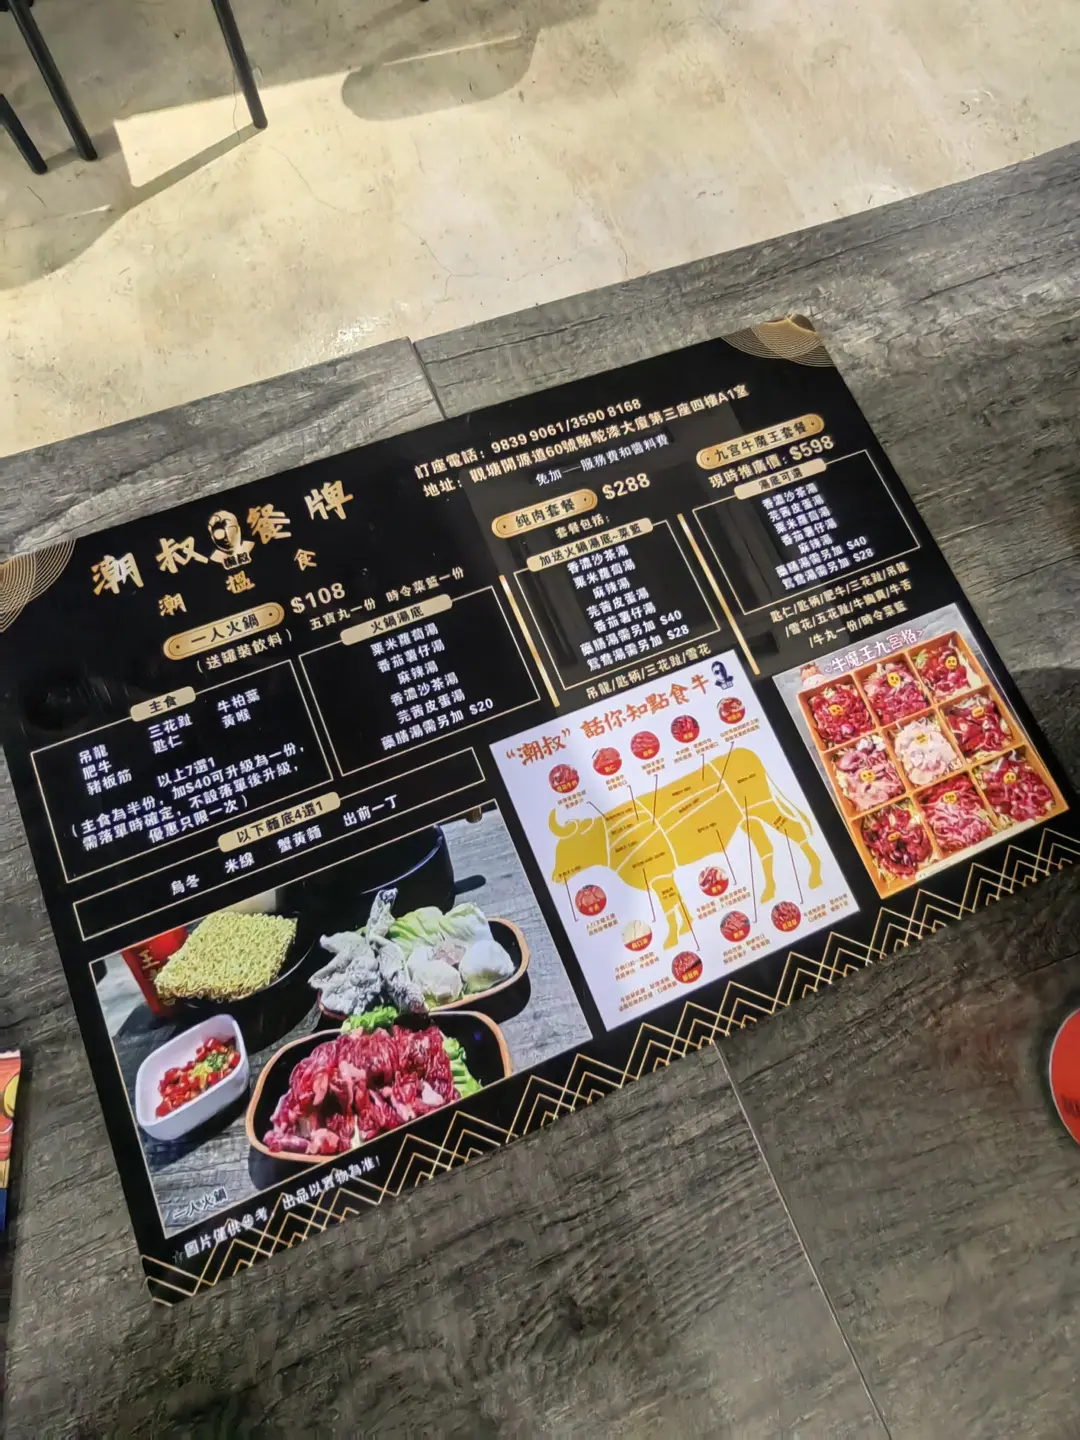 訂座電話：9839 9061/3590 8168
地址：觀塘開源道60號駱駝漆大廈第三座四樓A1室
免加一服務費和醬料費
潮叔餐牌
潮搵食
一人火鍋 $108
(送罐裝飲料) 五寶丸一份 時令菜籃一份
主食
吊龍 三花趾 牛柏葉
肥牛 匙仁 黃喉
豬板筋 以上7選1
(主食為半份，加$40可升級為一份，
需落單時確定，不設落單後升級，
優惠只限一次)
火鍋湯底
粟米蘿蔔湯
番茄薯仔湯
麻辣湯
香濃沙茶湯
芫茜皮蛋湯
藥膳湯需另加 $20
以下麵底4選1
烏冬 米線 蟹黃麵 出前一丁
一人火鍋
☆圖片僅供參考 出品以實物為准！
纯肉套餐 $288
套餐包括：
加送火鍋湯底~菜籃
香濃沙茶湯
粟米蘿蔔湯
麻辣湯
芫茜皮蛋湯
番茄薯仔湯
藥膳湯需另加 $40
鴛鴦湯需另加 $28
吊龍/匙柄/三花趾/雪花
“潮叔”話你知點食牛
九宮牛魔王套餐
現時推廣價：$598
湯底可選
香濃沙茶湯
芫茜皮蛋湯
粟米蘿蔔湯
番茄薯仔湯
麻辣湯
藥膳湯需另加 $40
鴛鴦湯需另加 $28
匙仁/匙柄/肥牛/三花趾/吊龍
/雪花/五花趾/牛胸爽/牛舌
/牛丸一份/時令菜籃
牛魔王九宮格